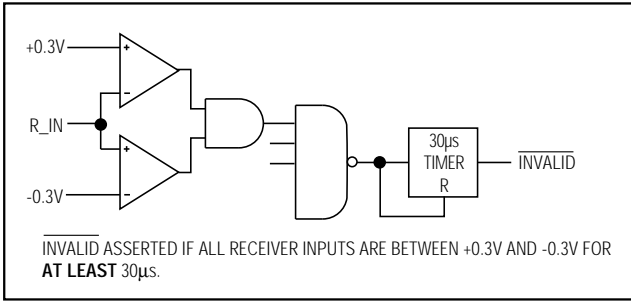 +0.3V
+
−
R_IN
+
−
-0.3V
30µs
TIMER
R
INVALID
INVALID ASSERTED IF ALL RECEIVER INPUTS ARE BETWEEN +0.3V AND -0.3V FOR
AT LEAST 30µs.